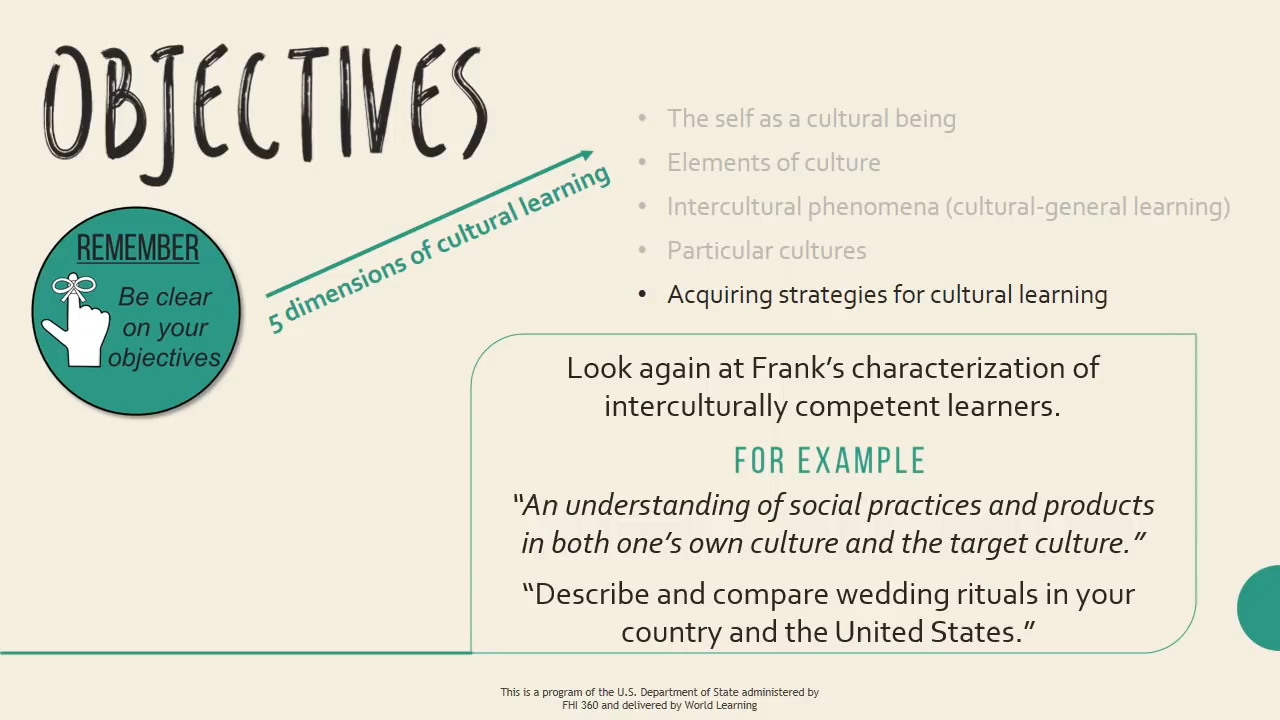 OBJECTIVES
REMEMBER
Be clear
on your
objectives
5 dimensions of cultural learning
• The self as a cultural being
• Elements of culture
• Intercultural phenomena (cultural-general learning)
• Particular cultures
• Acquiring strategies for cultural learning
Look again at Frank’s characterization of
interculturally competent learners.
FOR EXAMPLE
“An understanding of social practices and products
in both one’s own culture and the target culture.”
“Describe and compare wedding rituals in your
country and the United States.”
This is a program of the U.S. Department of State administered by
FHI 360 and delivered by World Learning